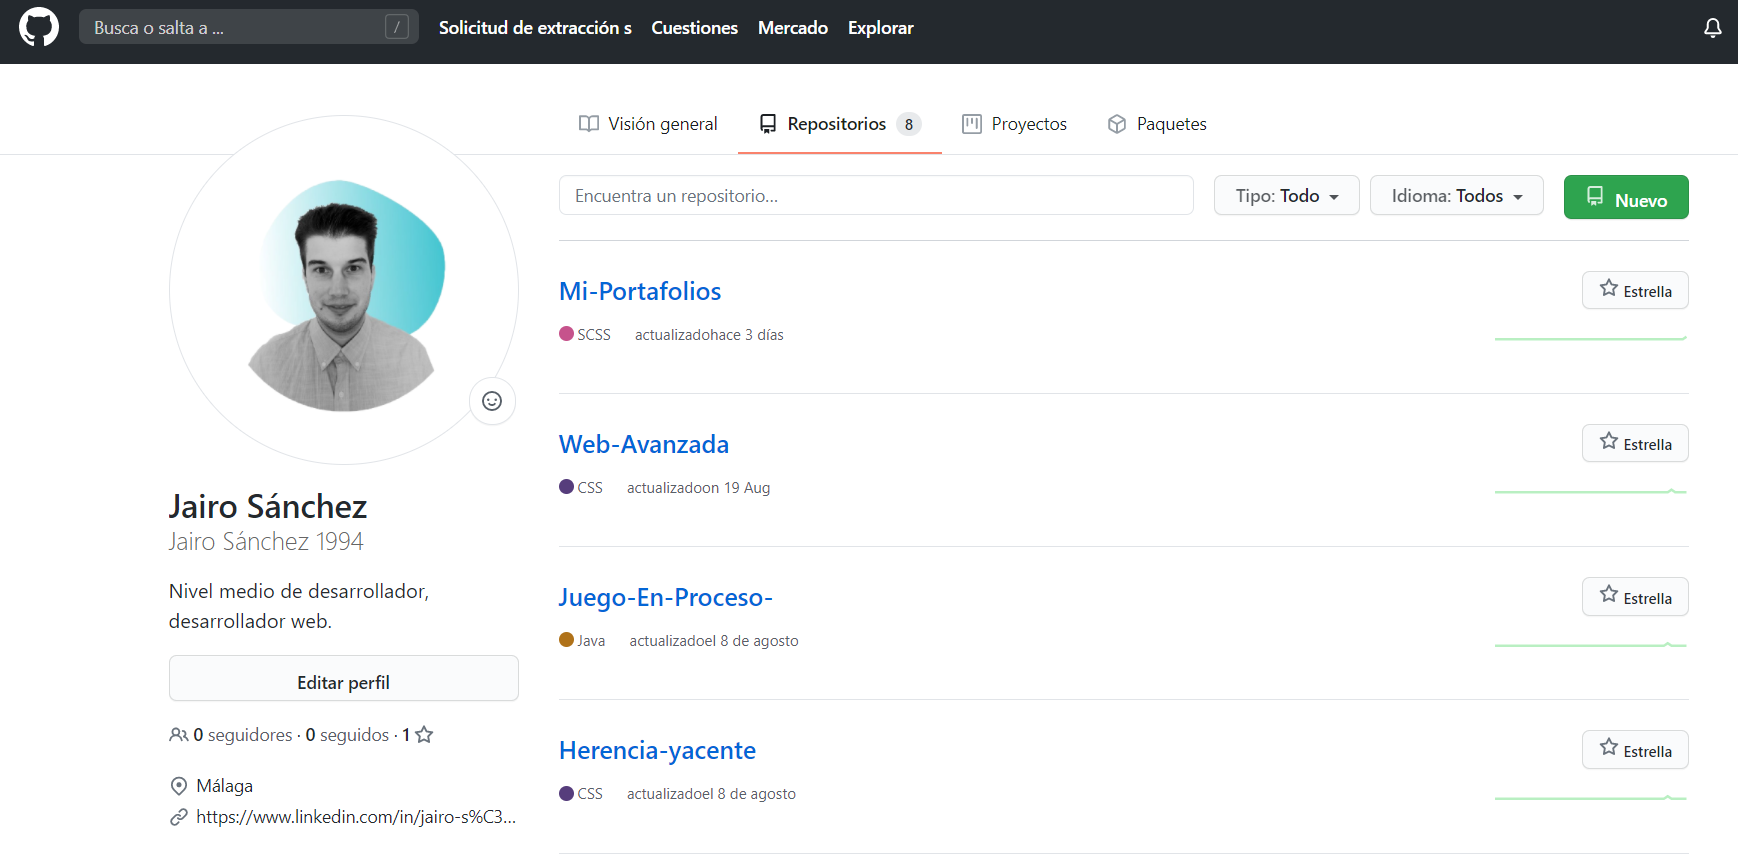 Busca o salta a ... /
Solicitud de extracción s Cuestiones Mercado Explorar
Visión general Repositorios 8 Proyectos Paquetes
Encuentra un repositorio... Tipo: Todo Idioma: Todos Nuevo
Mi-Portafolios Estrella
SCSS actualizadohace 3 días
Web-Avanzada Estrella
CSS actualizadoon 19 Aug
Juego-En-Proceso- Estrella
Java actualizadoel 8 de agosto
Herencia-yacente Estrella
CSS actualizadoel 8 de agosto
Jairo Sánchez
Jairo Sánchez 1994
Nivel medio de desarrollador,
desarrollador web.
Editar perfil
0 seguidores · 0 seguidos · 1
Málaga
https://www.linkedin.com/in/jairo-s%C3...